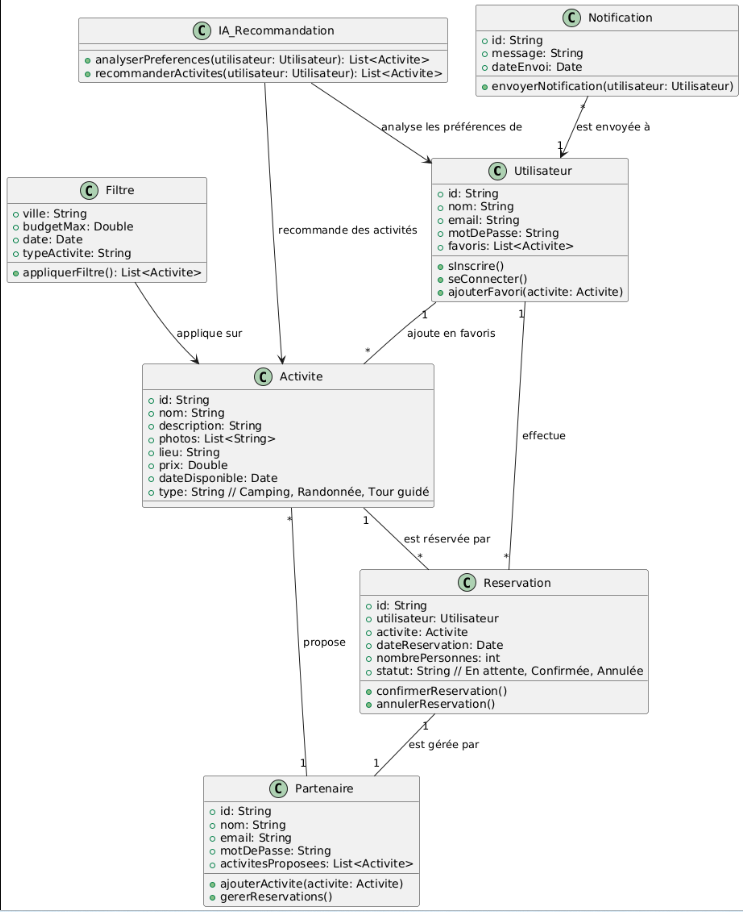 C IA_Recommandation
analyserPreferences(utilisateur: Utilisateur): List<Activite>
recommanderActivites(utilisateur: Utilisateur): List<Activite>
C Notification
id: String
message: String
dateEnvoi: Date
envoyerNotification(utilisateur: Utilisateur)
analyse les préférences de
*
est envoyée à
1
C Filtre
ville: String
budgetMax: Double
date: Date
typeActivite: String
appliquerFiltre(): List<Activite>
C Utilisateur
id: String
nom: String
email: String
motDePasse: String
favoris: List<Activite>
sInscrire()
seConnecter()
ajouterFavori(activite: Activite)
recommande des activités
applique sur
1
ajoute en favoris
*
1
effectue
*
C Activite
id: String
nom: String
description: String
photos: List<String>
lieu: String
prix: Double
dateDisponible: Date
type: String // Camping, Randonnée, Tour guidé
*
propose
1
1
est réservée par
*
C Reservation
id: String
utilisateur: Utilisateur
activite: Activite
dateReservation: Date
nombrePersonnes: int
statut: String // En attente, Confirmée, Annulée
confirmerReservation()
annulerReservation()
1
est gérée par
1
C Partenaire
id: String
nom: String
email: String
motDePasse: String
activitesProposees: List<Activite>
ajouterActivite(activite: Activite)
gererReservations()